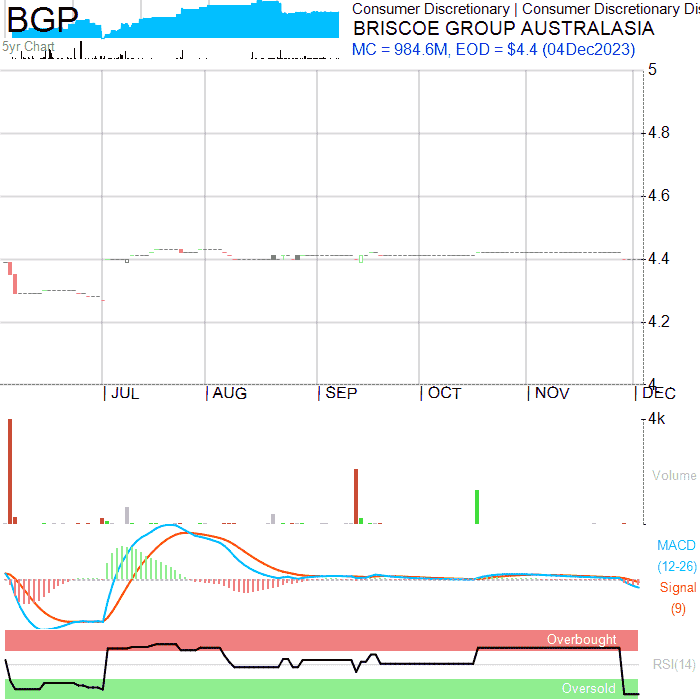 BGP
5yr Chart
Consumer Discretionary | Consumer Discretionary Dis
BRISCOE GROUP AUSTRALASIA
MC = 984.6M, EOD = $4.4 (04Dec2023)
5
4.8
4.6
4.4
4.2
4
JUL AUG SEP OCT NOV DEC
4k
Volume
MACD
(12-26)
Signal
(9)
Overbought
RSI(14)
Oversold